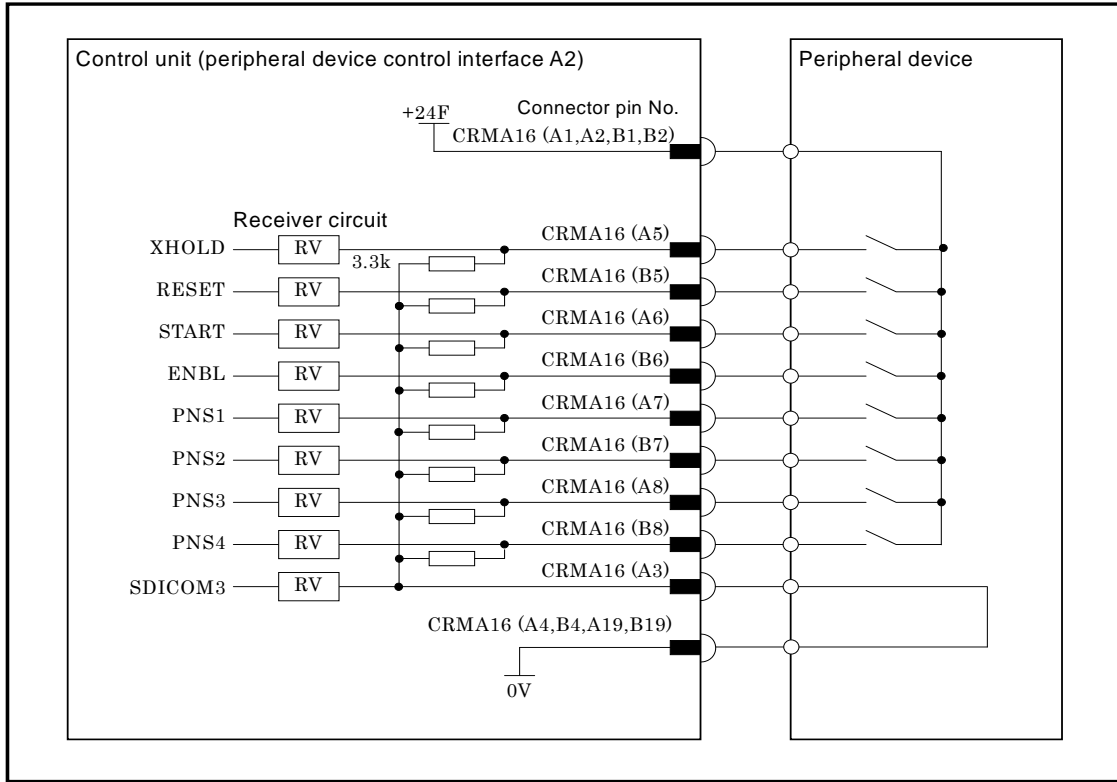 Control unit (peripheral device control interface A2)
Peripheral device
+24F
Connector pin No.
CRMA16 (A1,A2,B1,B2)
Receiver circuit
XHOLD RV 3.3k CRMA16 (A5)
RESET RV CRMA16 (B5)
START RV CRMA16 (A6)
ENBL RV CRMA16 (B6)
PNS1 RV CRMA16 (A7)
PNS2 RV CRMA16 (B7)
PNS3 RV CRMA16 (A8)
PNS4 RV CRMA16 (B8)
SDICOM3 RV CRMA16 (A3)
CRMA16 (A4,B4,A19,B19)
0V